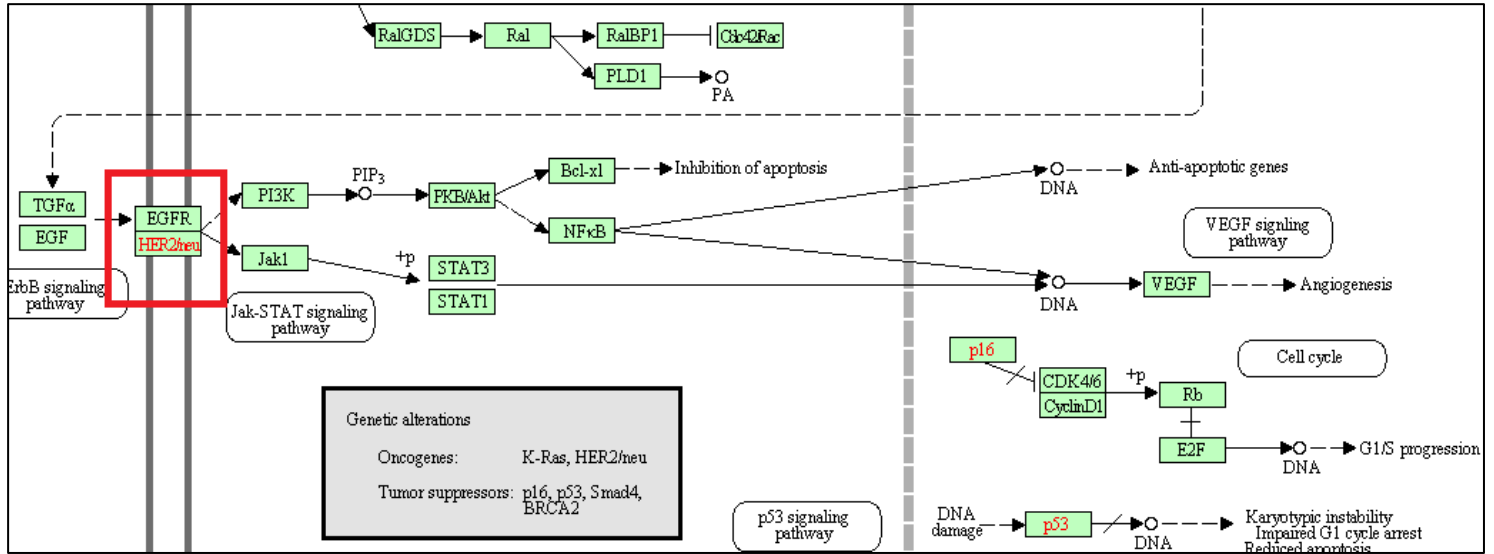 RalGDS
Ral
RalBP1
Cdc42Rac
PLD1
PA
TGFα
EGF
EGFR
HER2/neu
PI3K
PIP3
PKB/Akt
Bcl-xl
Inhibition of apoptosis
NFκB
DNA
Anti-apoptotic genes
VEGF signling
pathway
Jak1
+p
STAT3
STAT1
DNA
VEGF
Angiogenesis
ErbB signaling
pathway
Jak-STAT signaling
pathway
p16
CDK4/6
CyclinD1
+p
Rb
E2F
DNA
G1/S progression
Cell cycle
Genetic alterations
Oncogenes: K-Ras, HER2/neu
Tumor suppressors: p16, p53, Smad4,
BRCA2
p53 signaling
pathway
DNA
damage
p53
DNA
Karyotypic instability
Impaired G1 cycle arrest
Reduced apoptosis